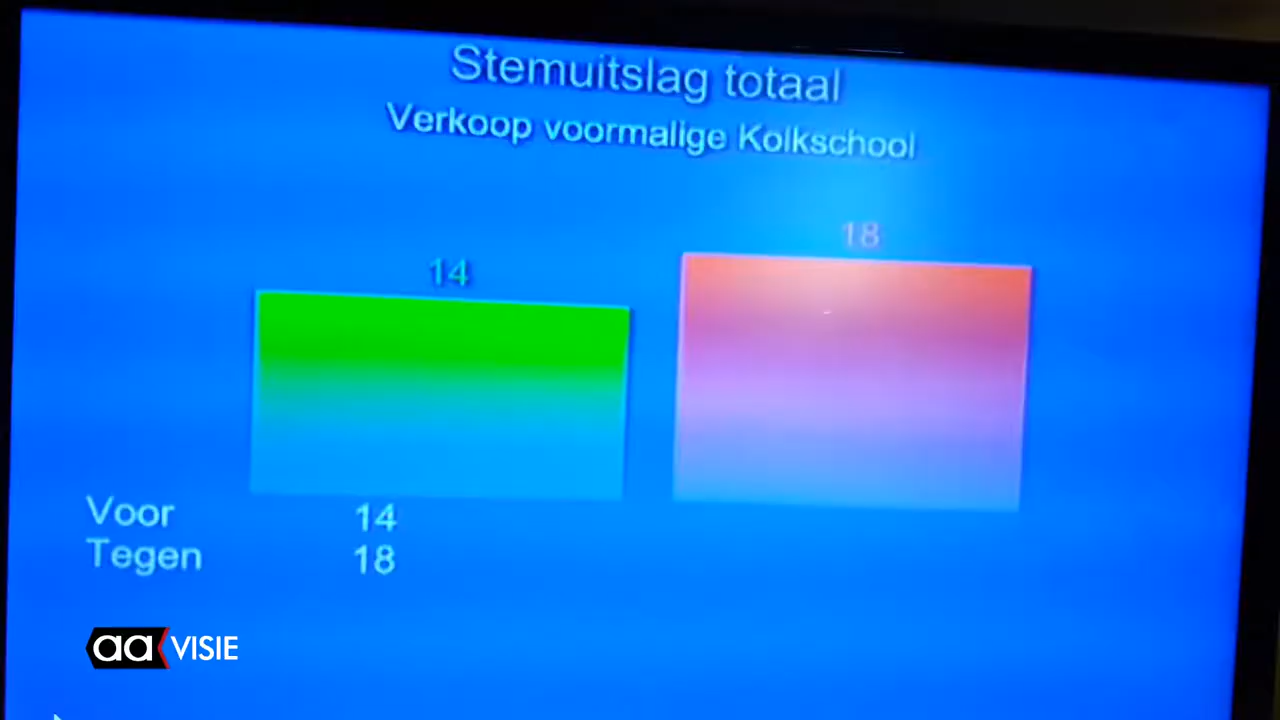 Stemuitslag totaal
Verkoop voormalige Kolkschool
14
18
Voor 14
Tegen 18
aa VISIE